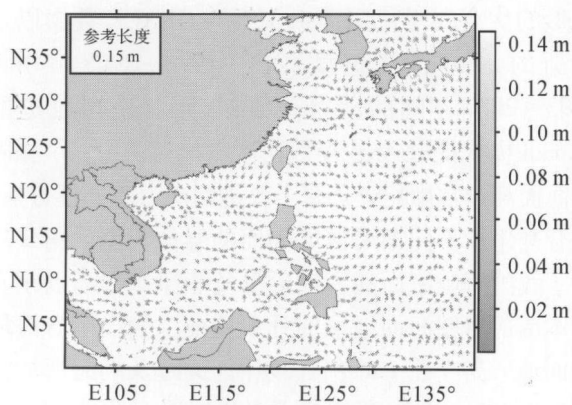 参考长度
0.15 m
N35°
N30°
N25°
N20°
N15°
N10°
N5°
E105° E115° E125° E135°
0.14 m
0.12 m
0.10 m
0.08 m
0.06 m
0.04 m
0.02 m